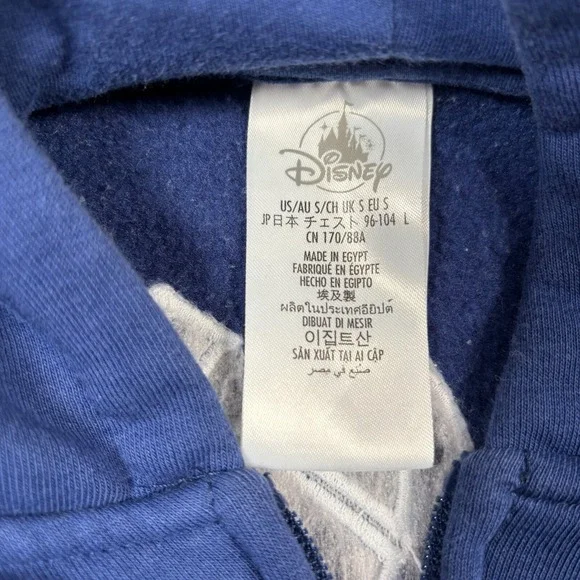 Disney
US/AU S/CH UK S EU S
JP日本 チェスト 96-104 L
CN 170/88A
MADE IN EGYPT
FABRIQUÉ EN ÉGYPTE
HECHO EN EGIPTO
埃及製
ผลิตในประเทศอียิปต์
DIBUAT DI MESIR
이집트산
SẢN XUẤT TẠI AI CẬP
صنع في مصر